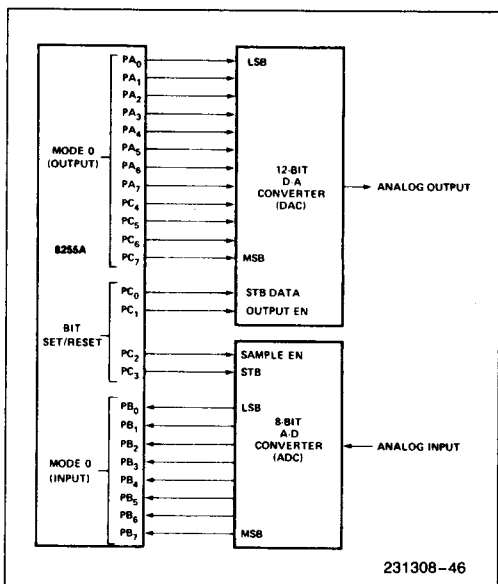 PA0
LSB
PA1
PA2
PA3
PA4
MODE 0
(OUTPUT)
PA5
PA6
PA7
PC4
PC5
8255A
PC6
PC7
MSB
12-BIT
D-A
CONVERTER
(DAC)
ANALOG OUTPUT
BIT
SET/RESET
PC0
STB DATA
PC1
OUTPUT EN
PC2
SAMPLE EN
PC3
STB
PB0
LSB
PB1
PB2
MODE 0
(INPUT)
PB3
PB4
PB5
PB6
PB7
MSB
8-BIT
A-D
CONVERTER
(ADC)
ANALOG INPUT
231308-46